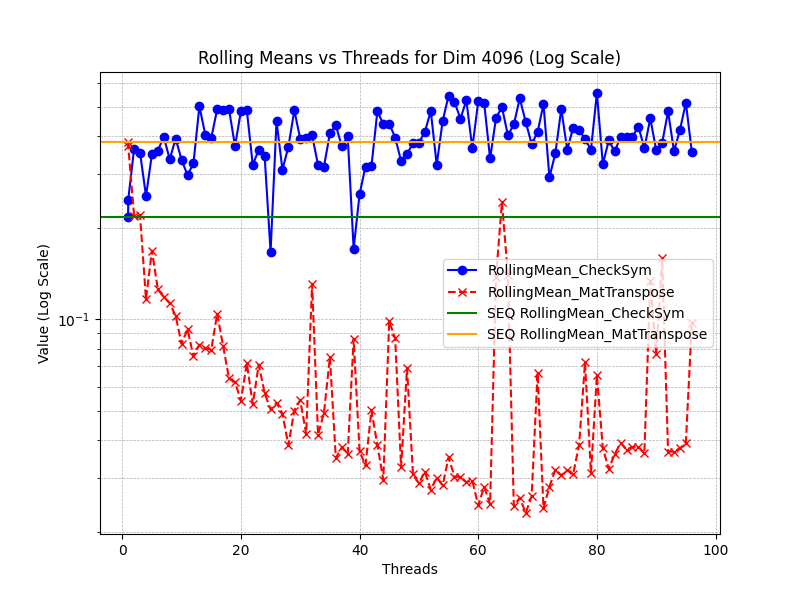 Rolling Means vs Threads for Dim 4096 (Log Scale)
Value (Log Scale)
10⁻¹
RollingMean_CheckSym
RollingMean_MatTranspose
SEQ RollingMean_CheckSym
SEQ RollingMean_MatTranspose
0 20 40 60 80 100
Threads